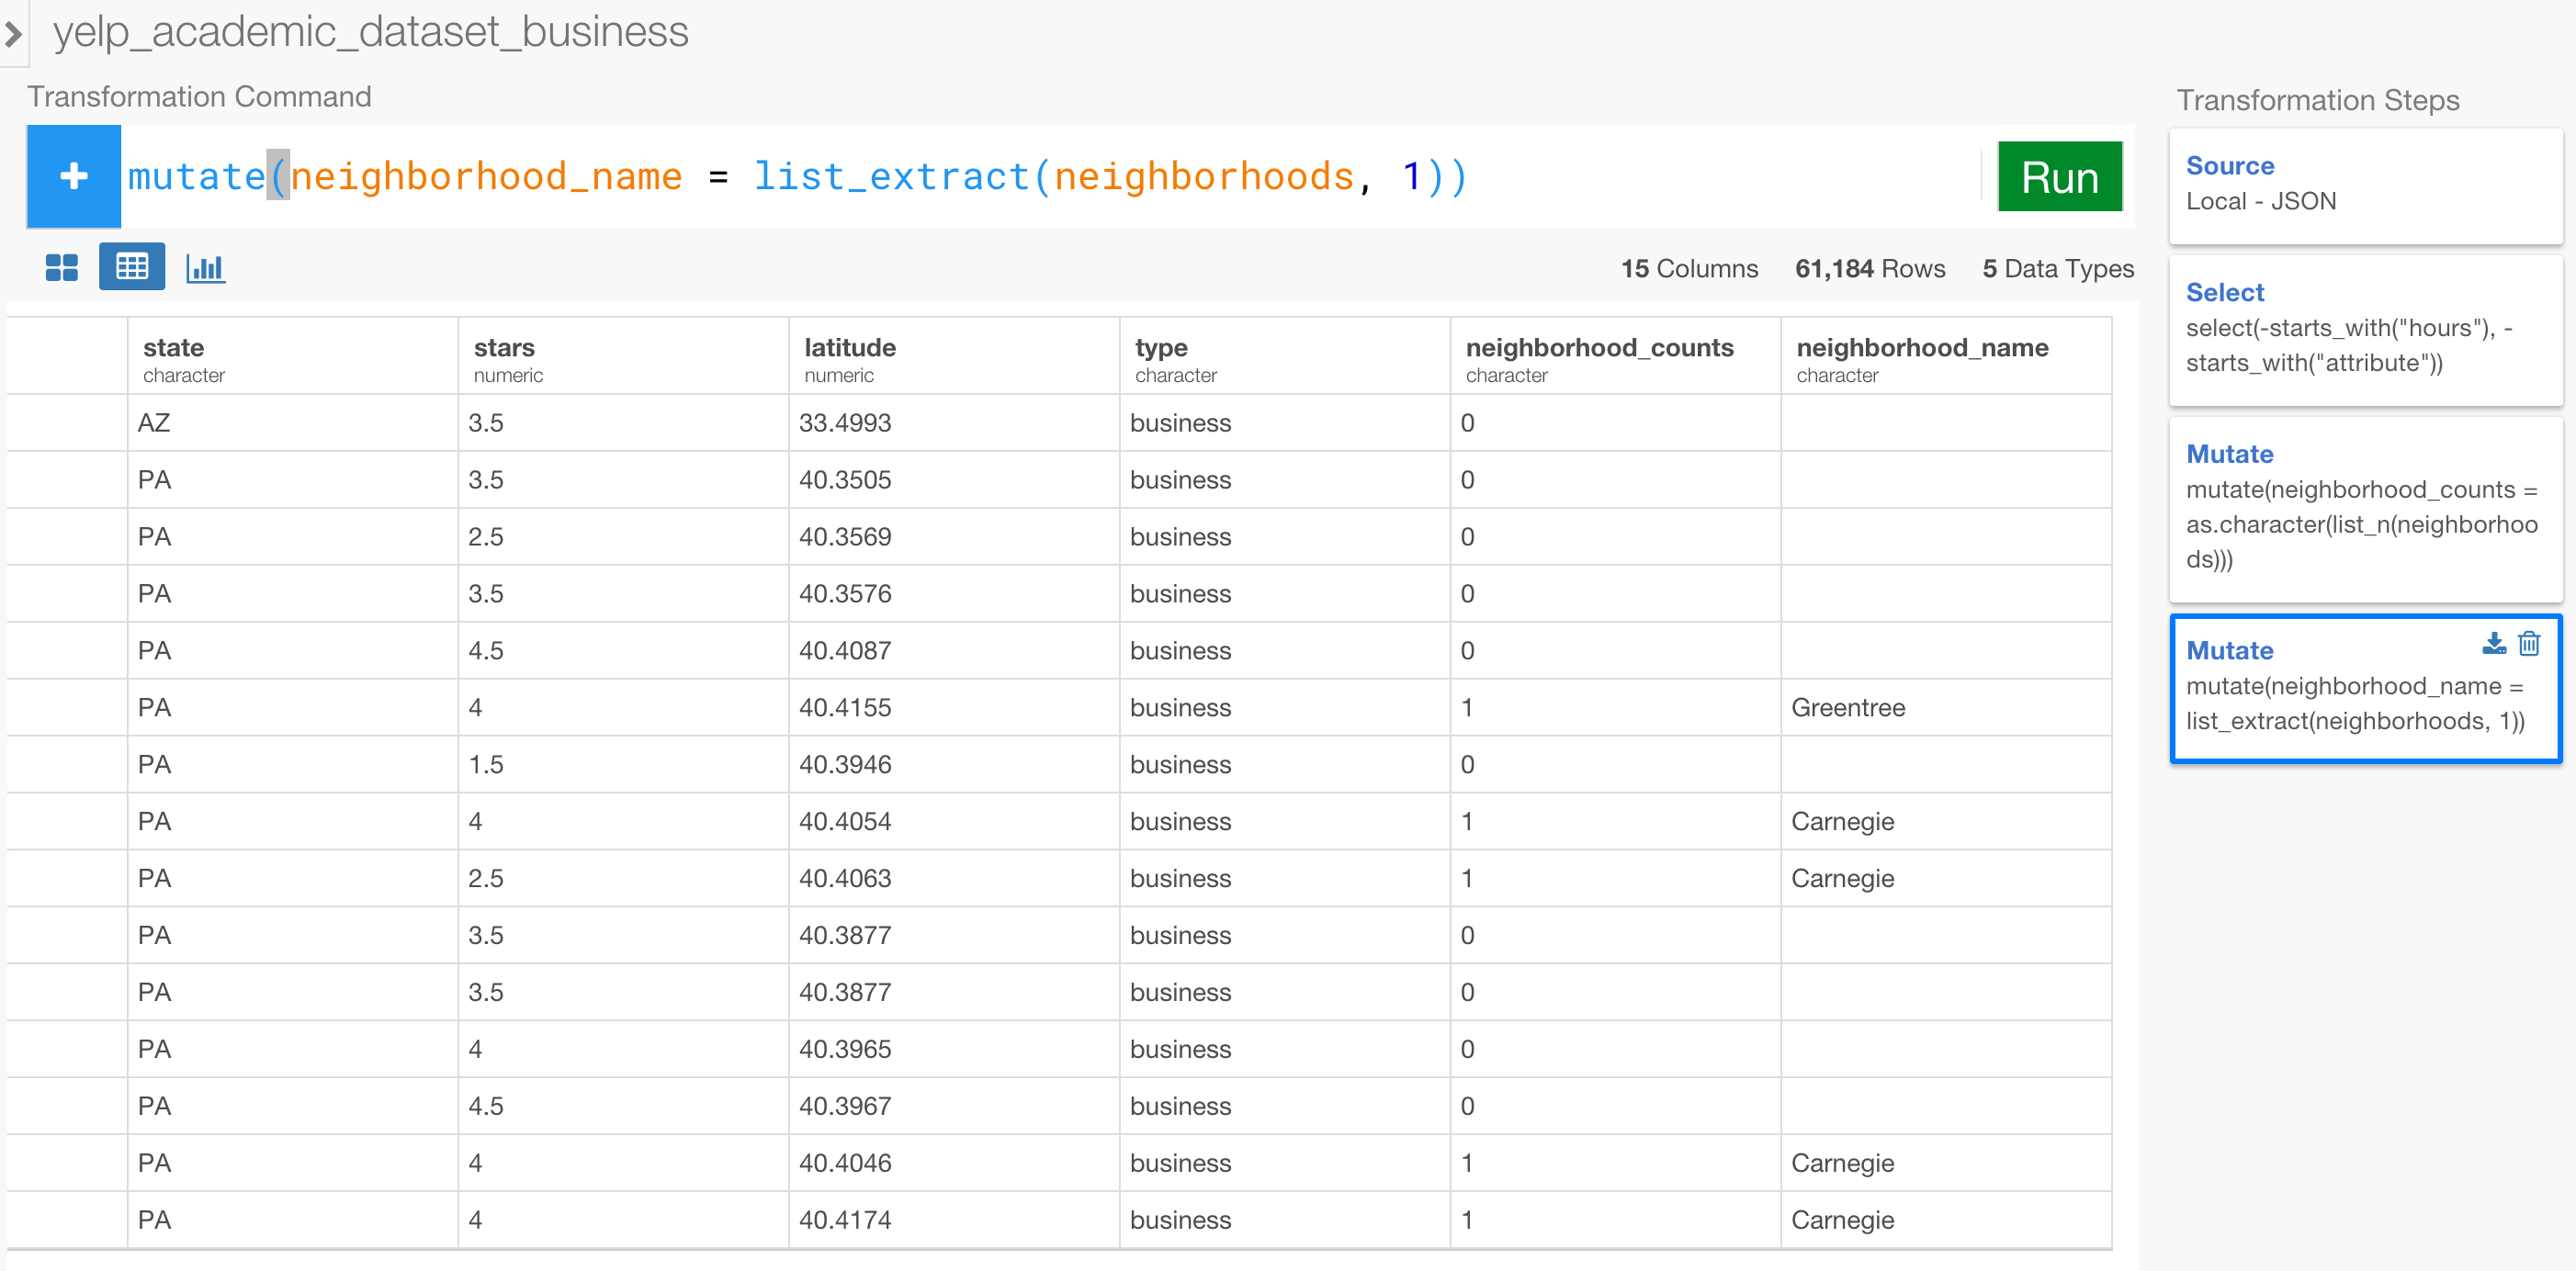 yelp_academic_dataset_business
Transformation Command
mutate(neighborhood_name = list_extract(neighborhoods, 1))
Run
15 Columns 61,184 Rows 5 Data Types
state stars latitude type neighborhood_counts neighborhood_name
character numeric numeric character character character
AZ 3.5 33.4993 business 0
PA 3.5 40.3505 business 0
PA 2.5 40.3569 business 0
PA 3.5 40.3576 business 0
PA 4.5 40.4087 business 0
PA 4 40.4155 business 1 Greentree
PA 1.5 40.3946 business 0
PA 4 40.4054 business 1 Carnegie
PA 2.5 40.4063 business 1 Carnegie
PA 3.5 40.3877 business 0
PA 3.5 40.3877 business 0
PA 4 40.3965 business 0
PA 4.5 40.3967 business 0
PA 4 40.4046 business 1 Carnegie
PA 4 40.4174 business 1 Carnegie
Transformation Steps
Source
Local - JSON
Select
select(-starts_with("hours"), -
starts_with("attribute"))
Mutate
mutate(neighborhood_counts =
as.character(list_n(neighborhoo
ds)))
Mutate
mutate(neighborhood_name =
list_extract(neighborhoods, 1))